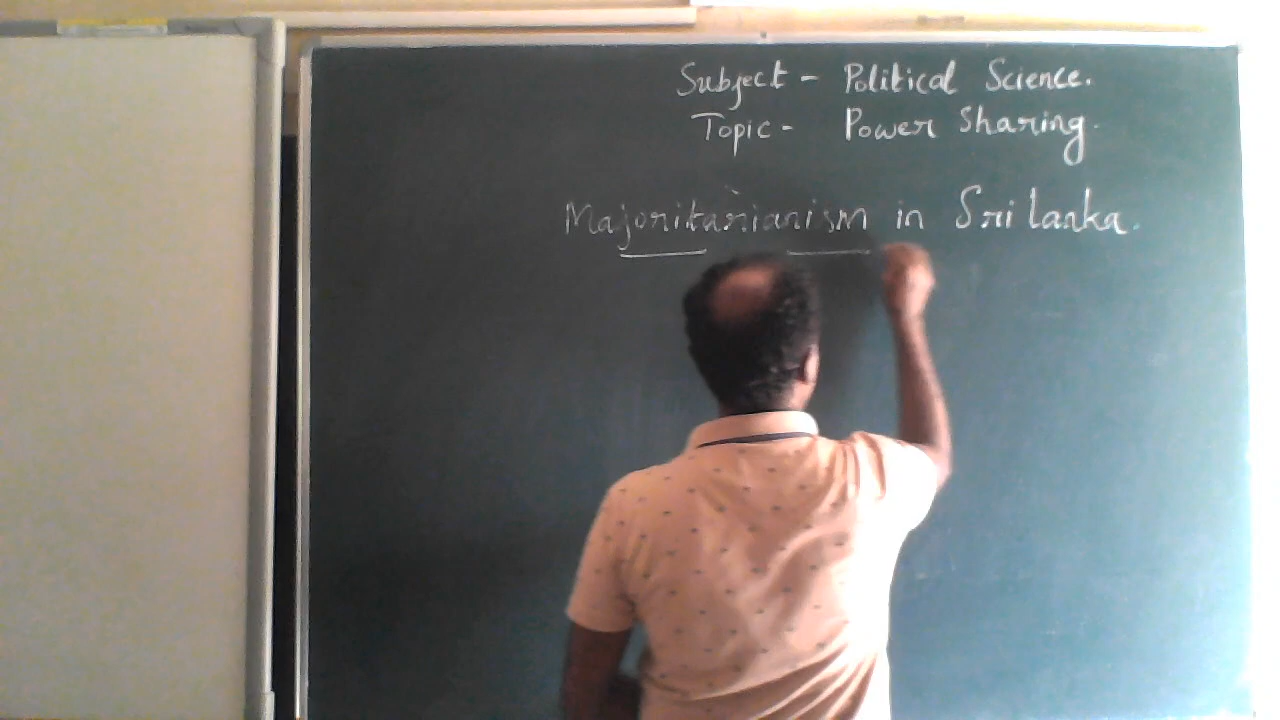 Subject - Political Science.
Topic - Power Sharing.
Majoritarianism in Sri Lanka.